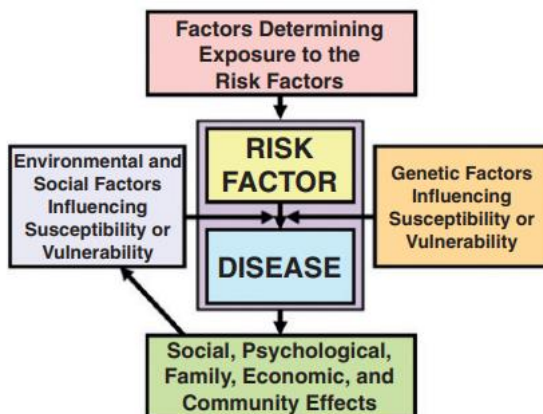 Factors Determining
Exposure to the
Risk Factors
RISK
FACTOR
Environmental and
Social Factors
Influencing
Susceptibility or
Vulnerability
Genetic Factors
Influencing
Susceptibility or
Vulnerability
DISEASE
Social, Psychological,
Family, Economic, and
Community Effects